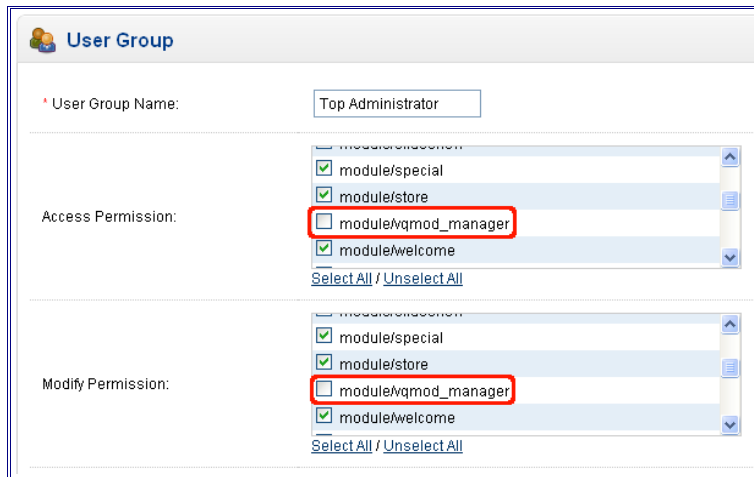 User Group
* User Group Name:
Top Administrator
Access Permission:
module/special
module/store
module/vqmod_manager
module/welcome
Select All / Unselect All
Modify Permission:
module/special
module/store
module/vqmod_manager
module/welcome
Select All / Unselect All